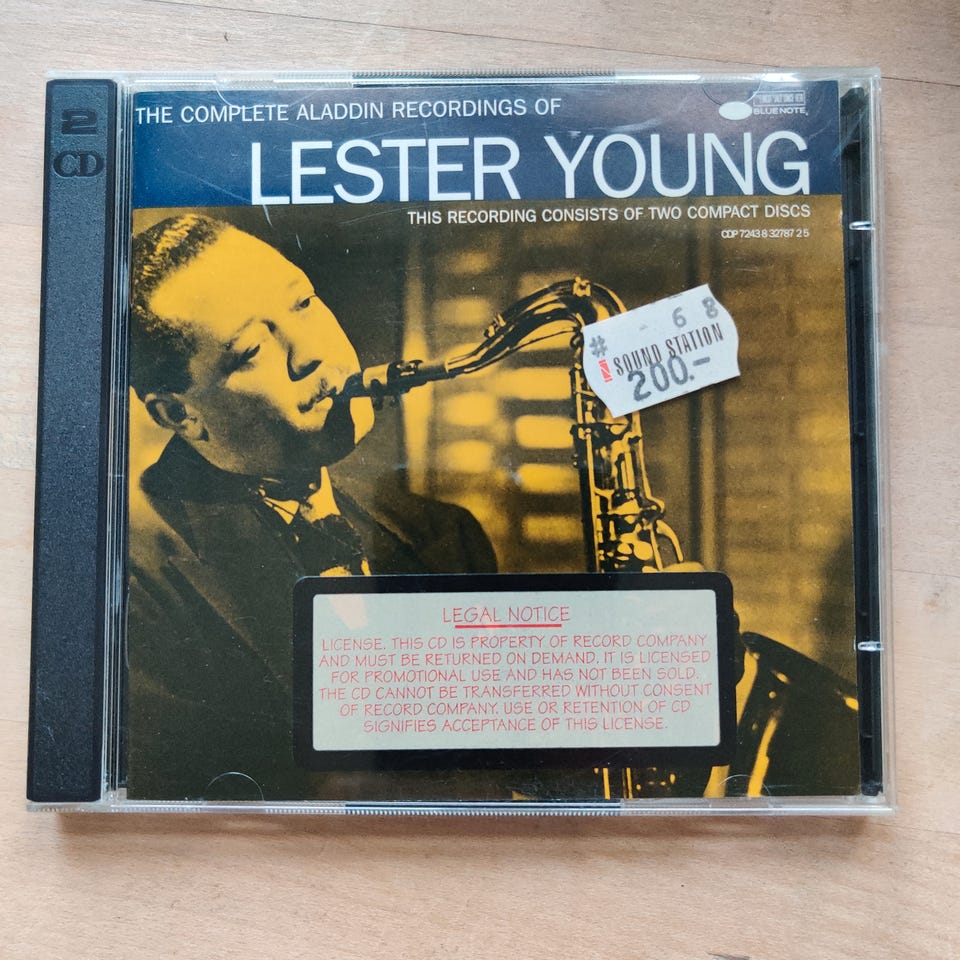 2
CD
THE COMPLETE ALADDIN RECORDINGS OF
BLUE NOTE
LESTER YOUNG
THIS RECORDING CONSISTS OF TWO COMPACT DISCS
CDP 7243 8 32787 2 5
# - 6 8
SOUND STATION
200.-
LEGAL NOTICE
LICENSE. THIS CD IS PROPERTY OF RECORD COMPANY
AND MUST BE RETURNED ON DEMAND. IT IS LICENSED
FOR PROMOTIONAL USE AND HAS NOT BEEN SOLD.
THE CD CANNOT BE TRANSFERRED WITHOUT CONSENT
OF RECORD COMPANY. USE OR RETENTION OF CD
SIGNIFIES ACCEPTANCE OF THIS LICENSE.